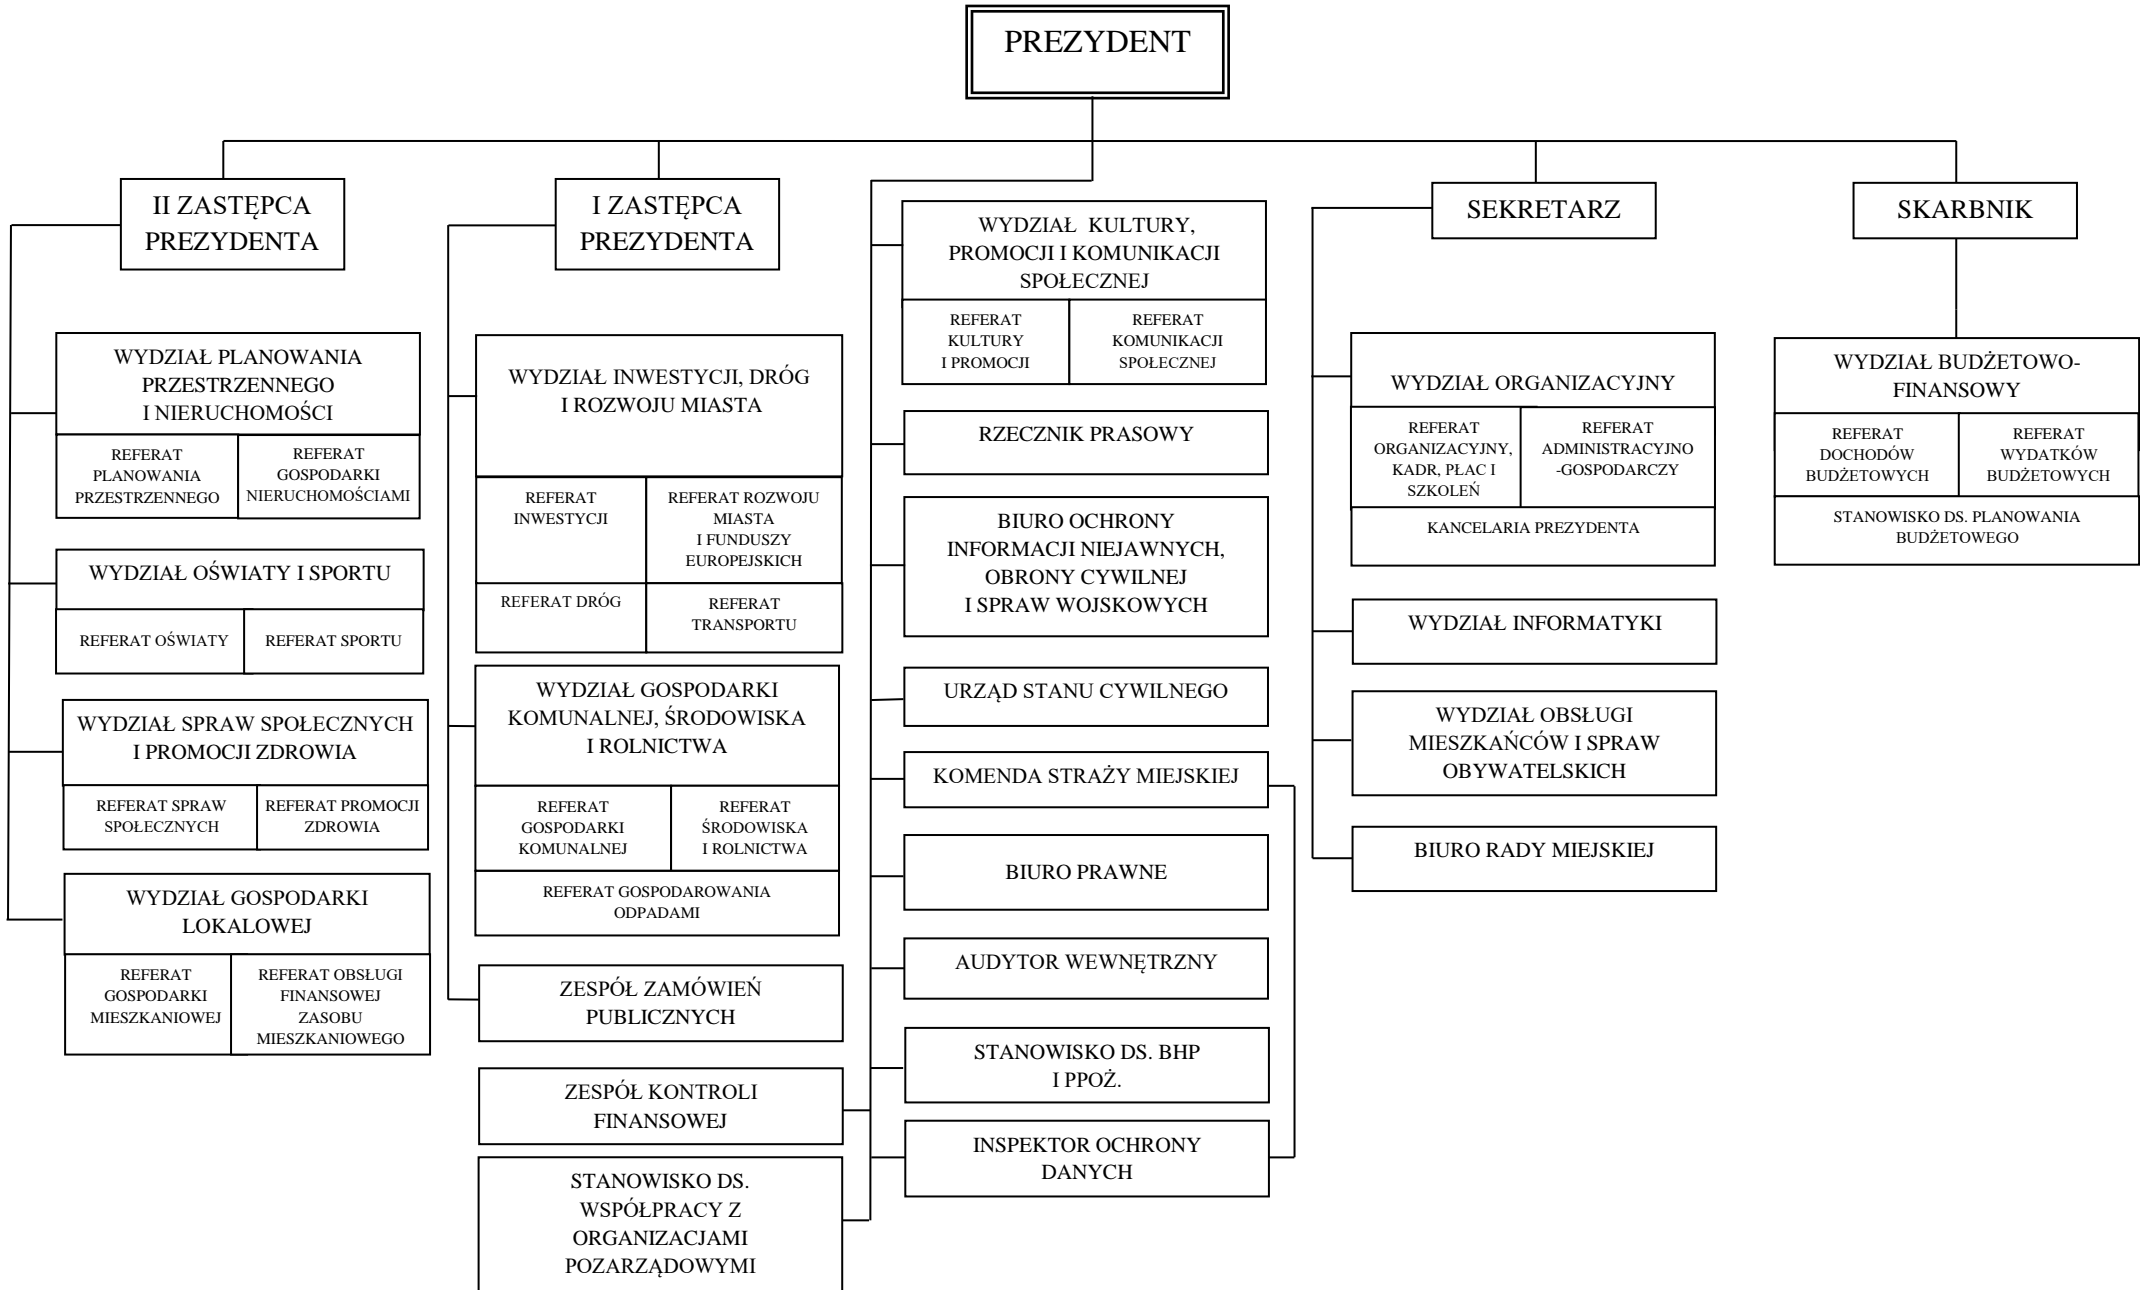 PREZYDENT
II ZASTĘPCA
PREZYDENTA
WYDZIAŁ PLANOWANIA
PRZESTRZENNEGO
I NIERUCHOMOŚCI
REFERAT
PLANOWANIA
PRZESTRZENNEGO
REFERAT
GOSPODARKI
NIERUCHOMOŚCIAMI
WYDZIAŁ OŚWIATY I SPORTU
REFERAT OŚWIATY
REFERAT SPORTU
WYDZIAŁ SPRAW SPOŁECZNYCH
I PROMOCJI ZDROWIA
REFERAT SPRAW
SPOŁECZNYCH
REFERAT PROMOCJI
ZDROWIA
WYDZIAŁ GOSPODARKI
LOKALOWEJ
REFERAT
GOSPODARKI
MIESZKANIOWEJ
REFERAT OBSŁUGI
FINANSOWEJ
ZASOBU
MIESZKANIOWEGO
I ZASTĘPCA
PREZYDENTA
WYDZIAŁ INWESTYCJI, DRÓG
I ROZWOJU MIASTA
REFERAT
INWESTYCJI
REFERAT ROZWOJU
MIASTA
I FUNDUSZY
EUROPEJSKICH
REFERAT DRÓG
REFERAT
TRANSPORTU
WYDZIAŁ GOSPODARKI
KOMUNALNEJ, ŚRODOWISKA
I ROLNICTWA
REFERAT
GOSPODARKI
KOMUNALNEJ
REFERAT
ŚRODOWISKA
I ROLNICTWA
REFERAT GOSPODAROWANIA
ODPADAMI
ZESPÓŁ ZAMÓWIEŃ
PUBLICZNYCH
ZESPÓŁ KONTROLI
FINANSOWEJ
STANOWISKO DS.
WSPÓŁPRACY Z
ORGANIZACJAMI
POZARZĄDOWYMI
WYDZIAŁ KULTURY,
PROMOCJI I KOMUNIKACJI
SPOŁECZNEJ
REFERAT
KULTURY
I PROMOCJI
REFERAT
KOMUNIKACJI
SPOŁECZNEJ
RZECZNIK PRASOWY
BIURO OCHRONY
INFORMACJI NIEJAWNYCH,
OBRONY CYWILNEJ
I SPRAW WOJSKOWYCH
URZĄD STANU CYWILNEGO
KOMENDA STRAŻY MIEJSKIEJ
BIURO PRAWNE
AUDYTOR WEWNĘTRZNY
STANOWISKO DS. BHP
I PPOŻ.
INSPEKTOR OCHRONY
DANYCH
SEKRETARZ
WYDZIAŁ ORGANIZACYJNY
REFERAT
ORGANIZACYJNY,
KADR, PŁAC I
SZKOLEŃ
REFERAT
ADMINISTRACYJNO
-GOSPODARCZY
KANCELARIA PREZYDENTA
WYDZIAŁ INFORMATYKI
WYDZIAŁ OBSŁUGI
MIESZKAŃCÓW I SPRAW
OBYWATELSKICH
BIURO RADY MIEJSKIEJ
SKARBNIK
WYDZIAŁ BUDŻETOWO-
FINANSOWY
REFERAT
DOCHODÓW
BUDŻETOWYCH
REFERAT
WYDATKÓW
BUDŻETOWYCH
STANOWISKO DS. PLANOWANIA
BUDŻETOWEGO